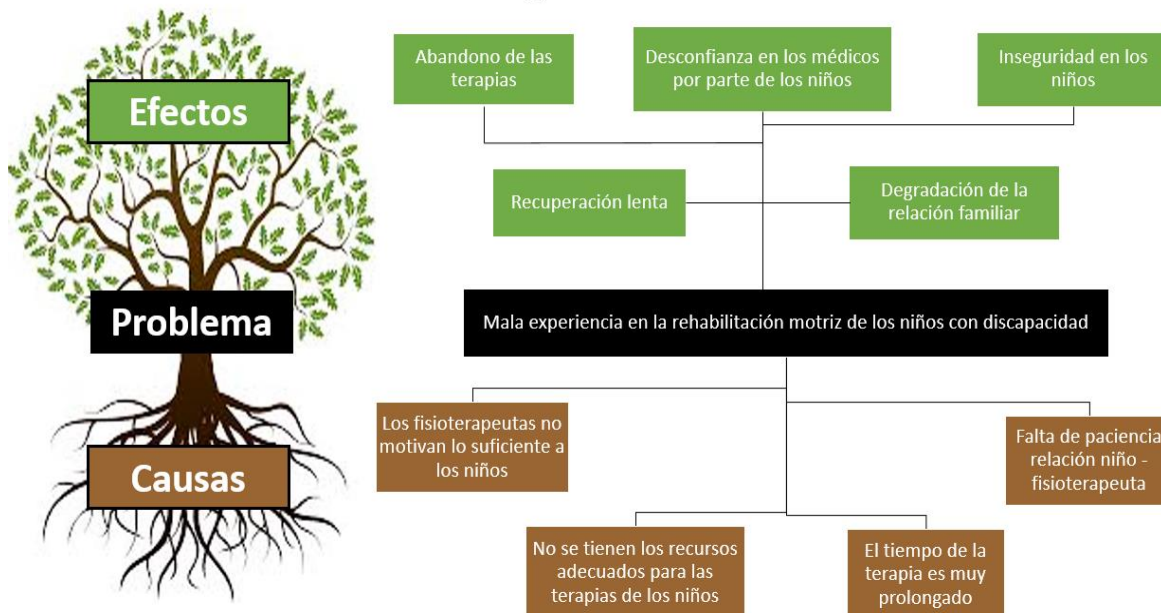 Efectos
Problema
Causas
Abandono de las
terapias
Desconfianza en los médicos
por parte de los niños
Inseguridad en los
niños
Recuperación lenta
Degradación de la
relación familiar
Mala experiencia en la rehabilitación motriz de los niños con discapacidad
Los fisioterapeutas no
motivan lo suficiente a
los niños
Falta de paciencia
relación niño -
fisioterapeuta
No se tienen los recursos
adecuados para las
terapias de los niños
El tiempo de la
terapia es muy
prolongado